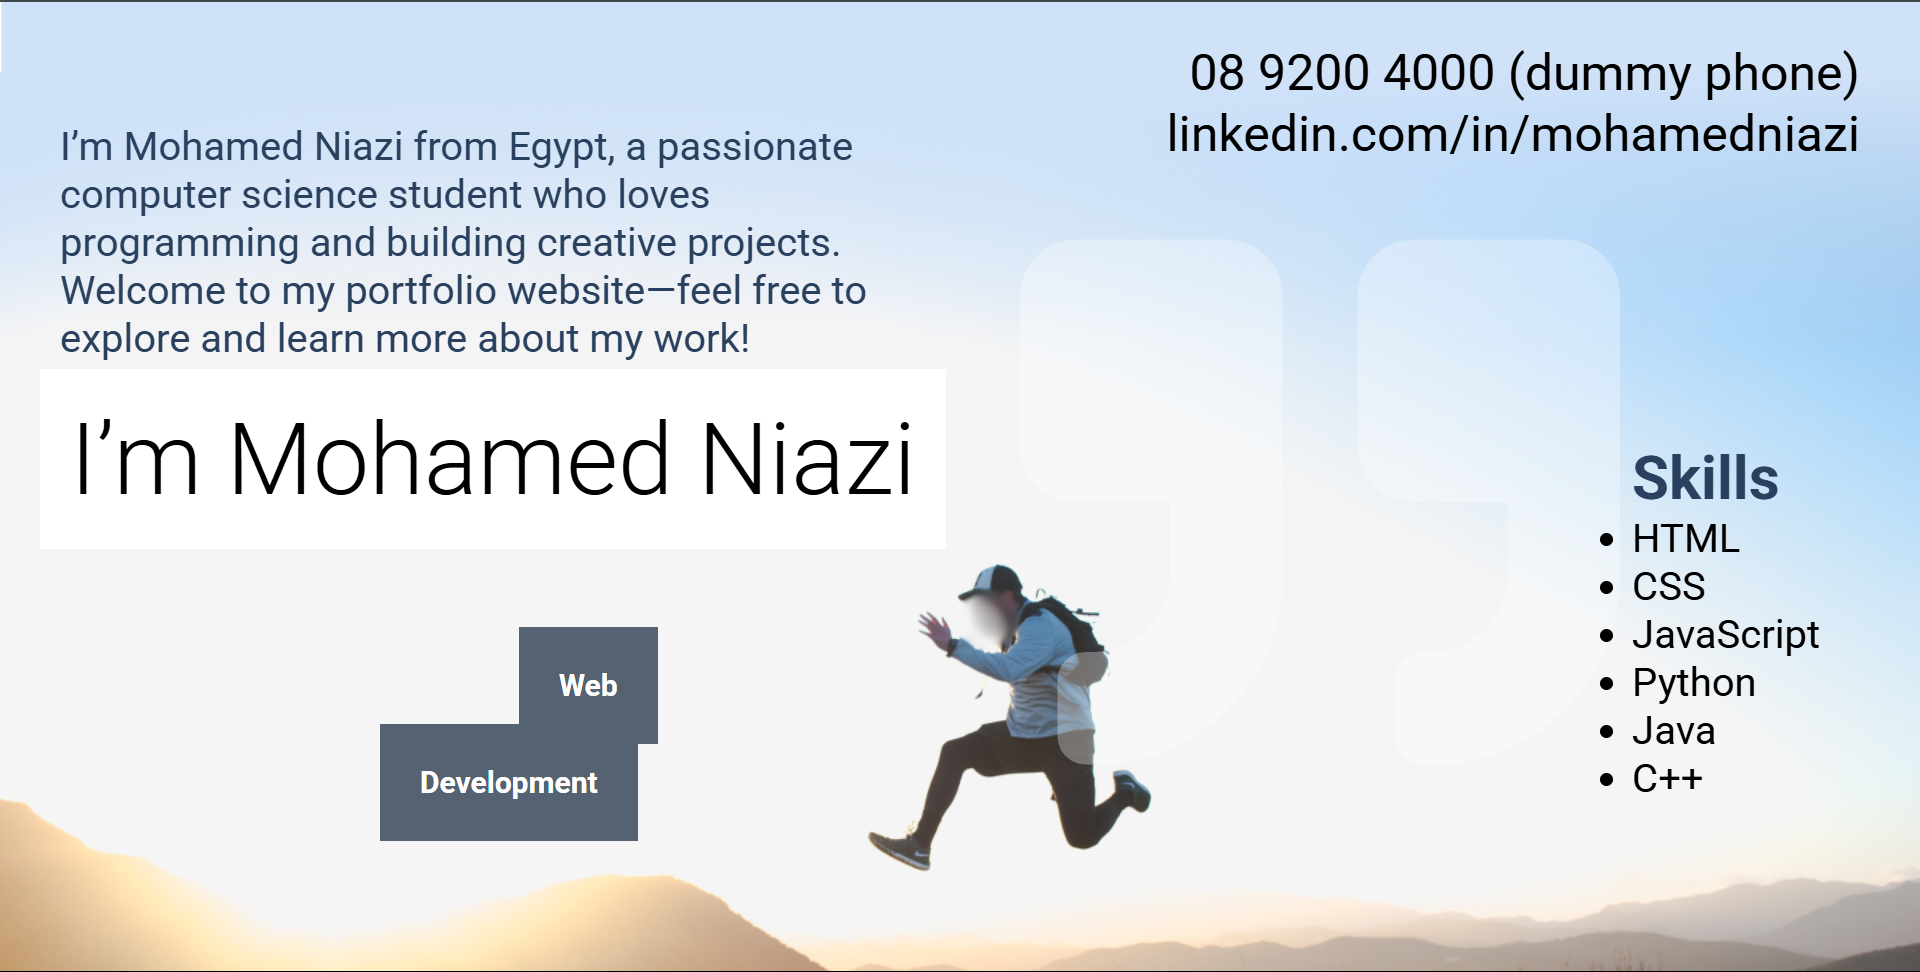 08 9200 4000 (dummy phone)
linkedin.com/in/mohamedniazi
I’m Mohamed Niazi from Egypt, a passionate
computer science student who loves
programming and building creative projects.
Welcome to my portfolio website—feel free to
explore and learn more about my work!
I’m Mohamed Niazi
Web
Development
Skills
• HTML
• CSS
• JavaScript
• Python
• Java
• C++